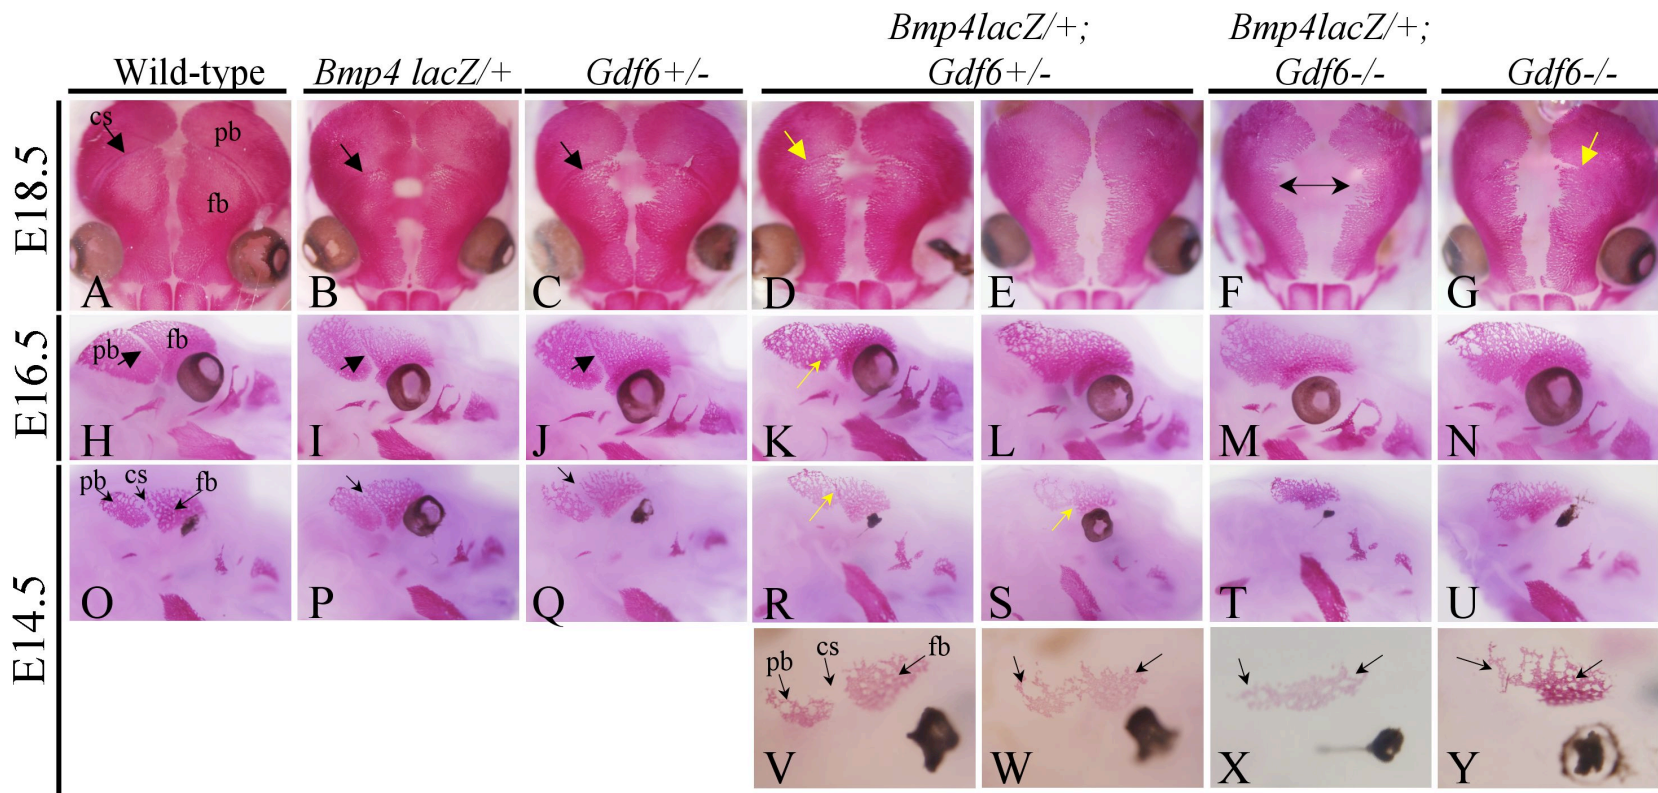 Bmp4lacZ/+; Bmp4lacZ/+;
Wild-type Bmp4 lacZ/+ Gdf6+/- Gdf6+/- Gdf6-/- Gdf6-/-
E18.5
cs pb
fb
A B C D E F G
E16.5
pb fb
H I J K L M N
E14.5
pb cs fb
O P Q R S T U
pb cs fb
V W X Y